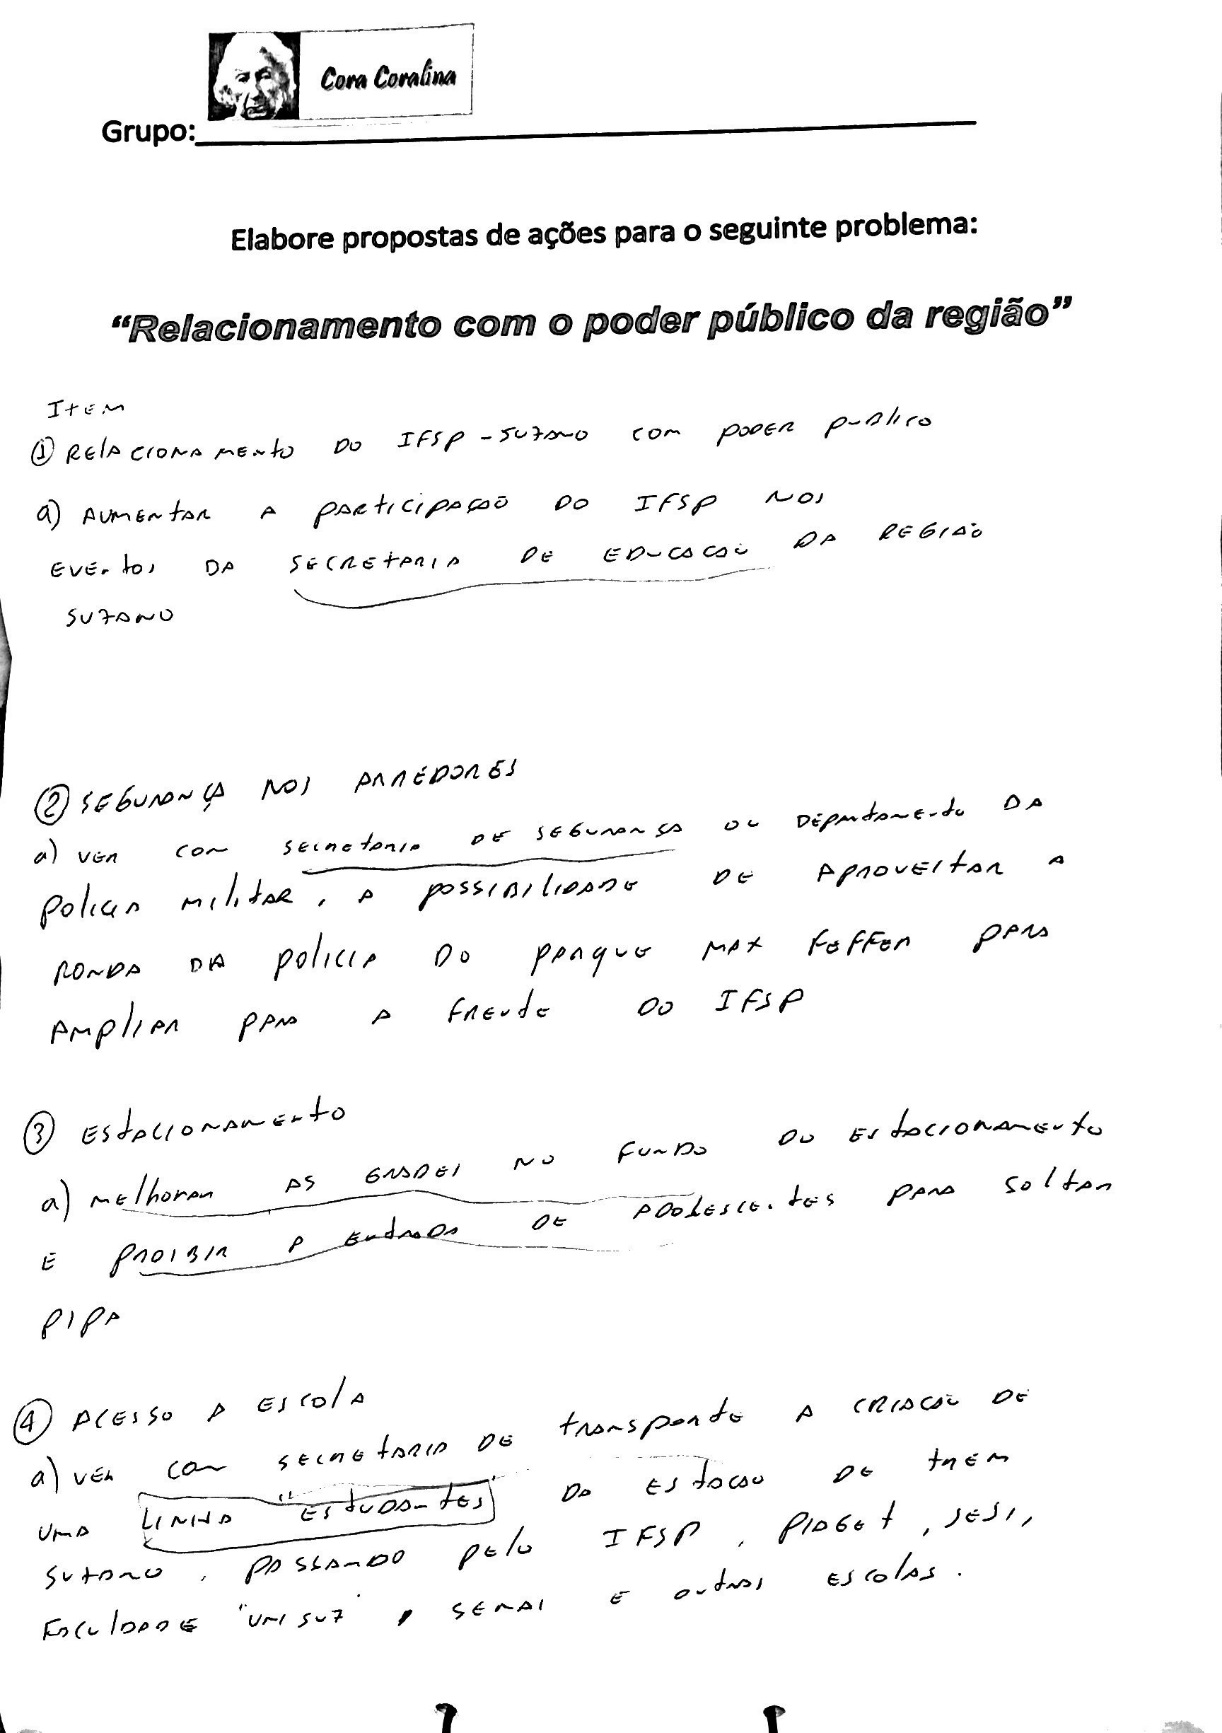 Cora Coralina
Grupo:
Elabore propostas de ações para o seguinte problema:
“Relacionamento com o poder público da região”
ItEM
① RELACIONAMENTO DO IFSP-SUZANO COM PODER PUBLICO
a) AUMENTAR A PARTICIPAÇÃO DO IFSP NOS
EVENTOS DA SECRETARIA DE EDUCAÇÃO DA REGIÃO
SUZANO
② SEGURANÇA NOS ARREDORES
a) VER COM SECRETARIA DE SEGURANÇA OU DEPARTAMENTO DA
POLICIA MILITAR, A POSSIBILIDADE DE APROVEITAR A
RONDA DA POLICIA DO PARQUE MAX FEFFER PARA
AMPLIAR PARA A FRENTE DO IFSP
③ ESTACIONAMENTO
a) MELHORAR AS GRADES NO FUNDO DO ESTACIONAMENTO
E PROIBIR A ENTRADA DE ADOLESCENTES PARA SOLTAR
PIPA
④ ACESSO A ESCOLA
a) VER COM SECRETARIA DE TRANSPORTE A CRIAÇÃO DE
UMA LINHA "ESTUDANTES" DA ESTAÇÃO DE TREM
SUZANO, PASSANDO PELO IFSP, PIAGET, SESI,
FACULDADE "UNISUZ", SENAI E OUTRAS ESCOLAS.